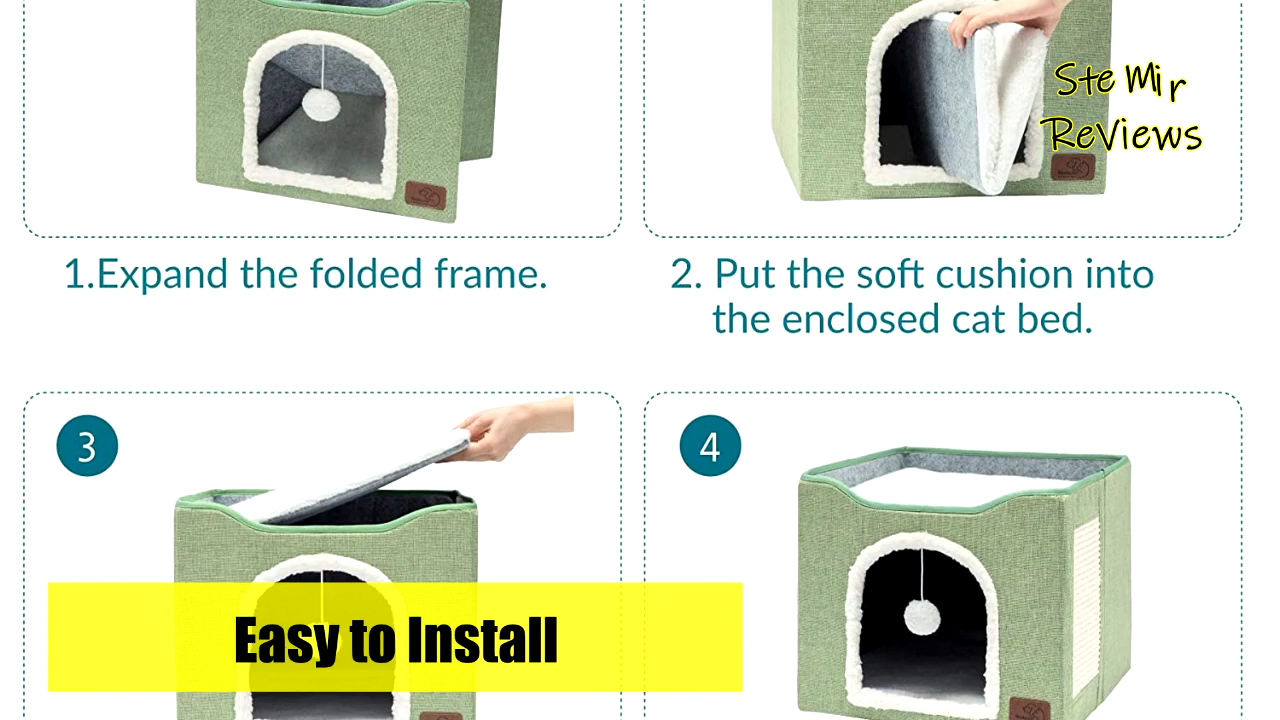 Ste Mir
ReViews
1.Expand the folded frame.
2. Put the soft cushion into
the enclosed cat bed.
3
4
Easy to Install